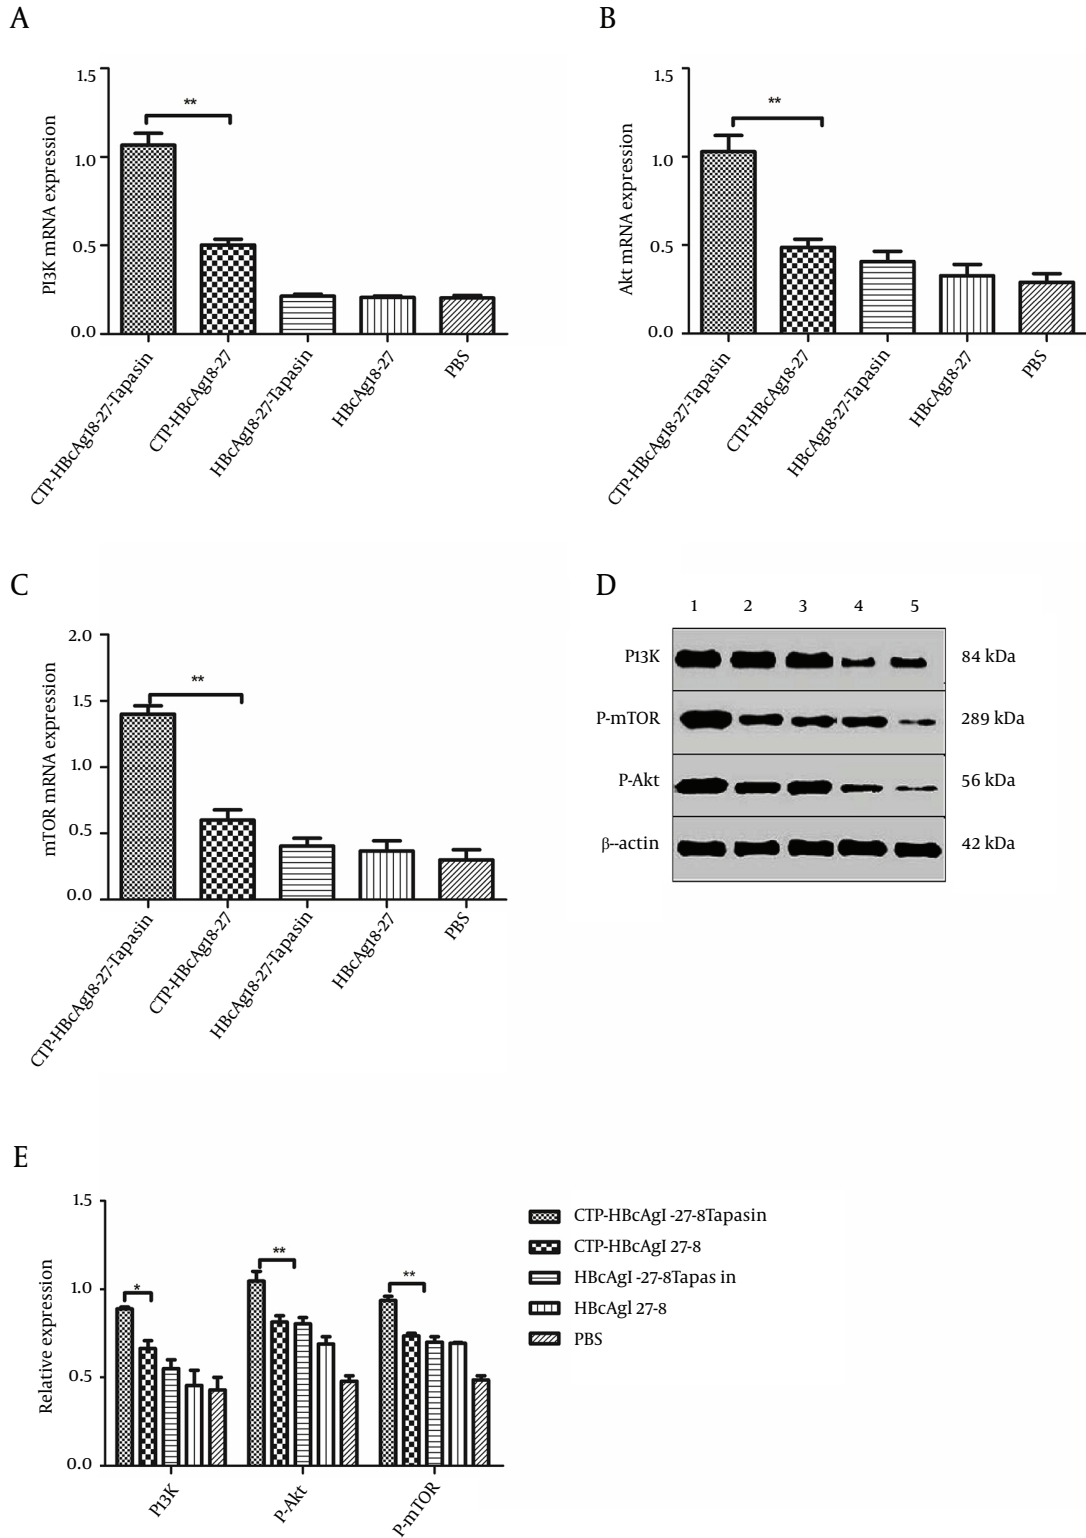 A
PI3K mRNA expression
1.5
1.0
0.5
0.0
**
CTP-HBcAg18-27-Tapasin
CTP-HBcAg18-27
HBcAg18-27-Tapasin
HBcAg18-27
PBS
B
Akt mRNA expression
1.5
1.0
0.5
0.0
**
CTP-HBcAg18-27-Tapasin
CTP-HBcAg18-27
HBcAg18-27-Tapasin
HBcAg18-27
PBS
C
mTOR mRNA expression
2.0
1.5
1.0
0.5
0.0
**
CTP-HBcAg18-27-Tapasin
CTP-HBcAg18-27
HBcAg18-27-Tapasin
HBcAg18-27
PBS
D
1 2 3 4 5
P13K 84 kDa
P-mTOR 289 kDa
P-Akt 56 kDa
β--actin 42 kDa
E
Relative expression
1.5
1.0
0.5
0.0
*
**
**
P13K
P-Akt
P-mTOR
CTP-HBcAgI -27-8Tapasin
CTP-HBcAgI 27-8
HBcAgI -27-8Tapas in
HBcAgl 27-8
PBS